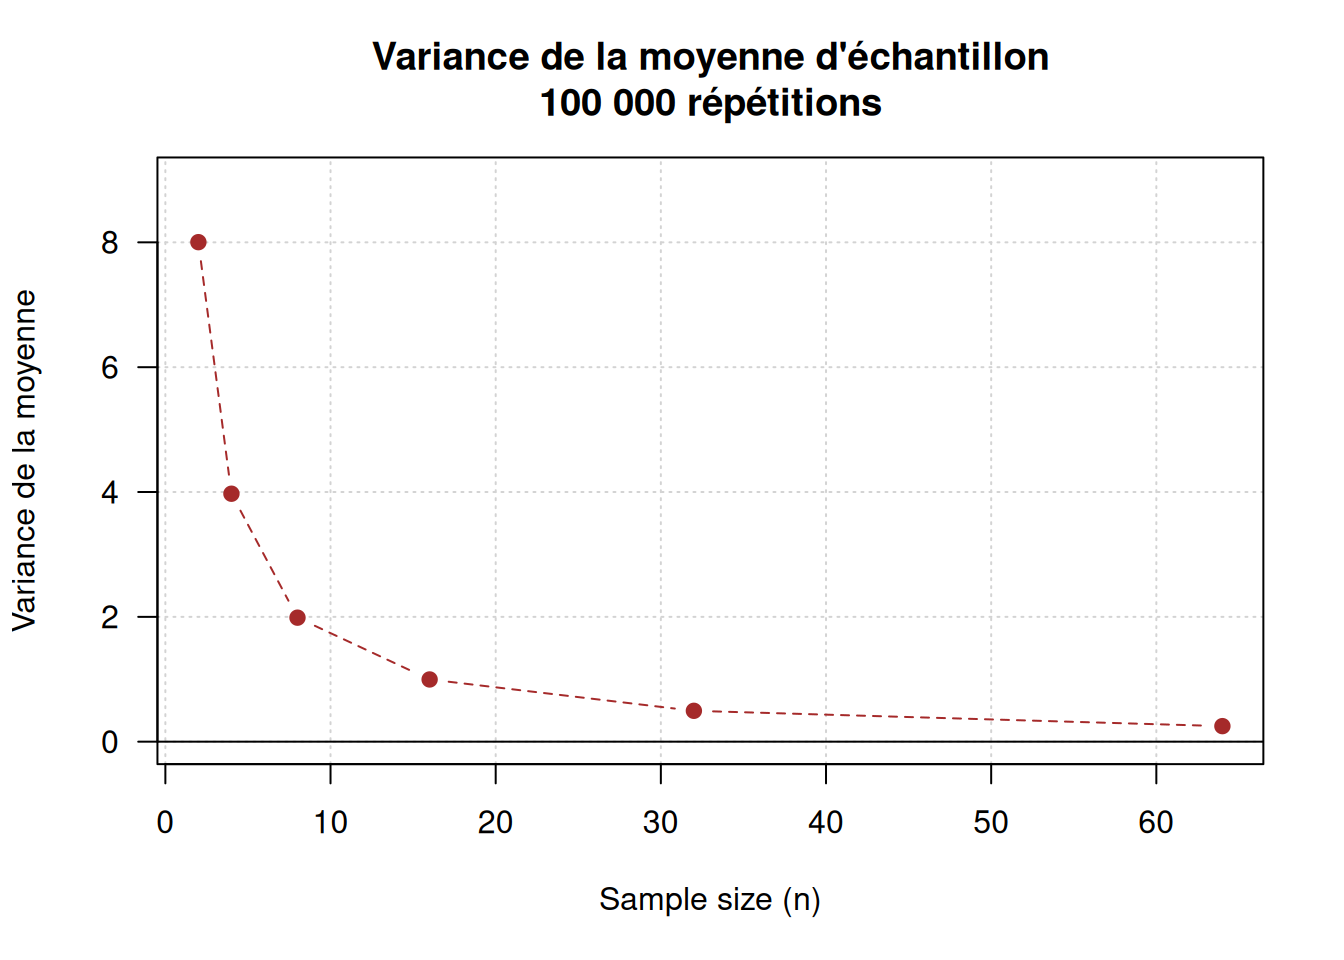 Variance de la moyenne d'échantillon
100 000 répétitions
Variance de la moyenne
8
6
4
2
0
0 10 20 30 40 50 60
Sample size (n)